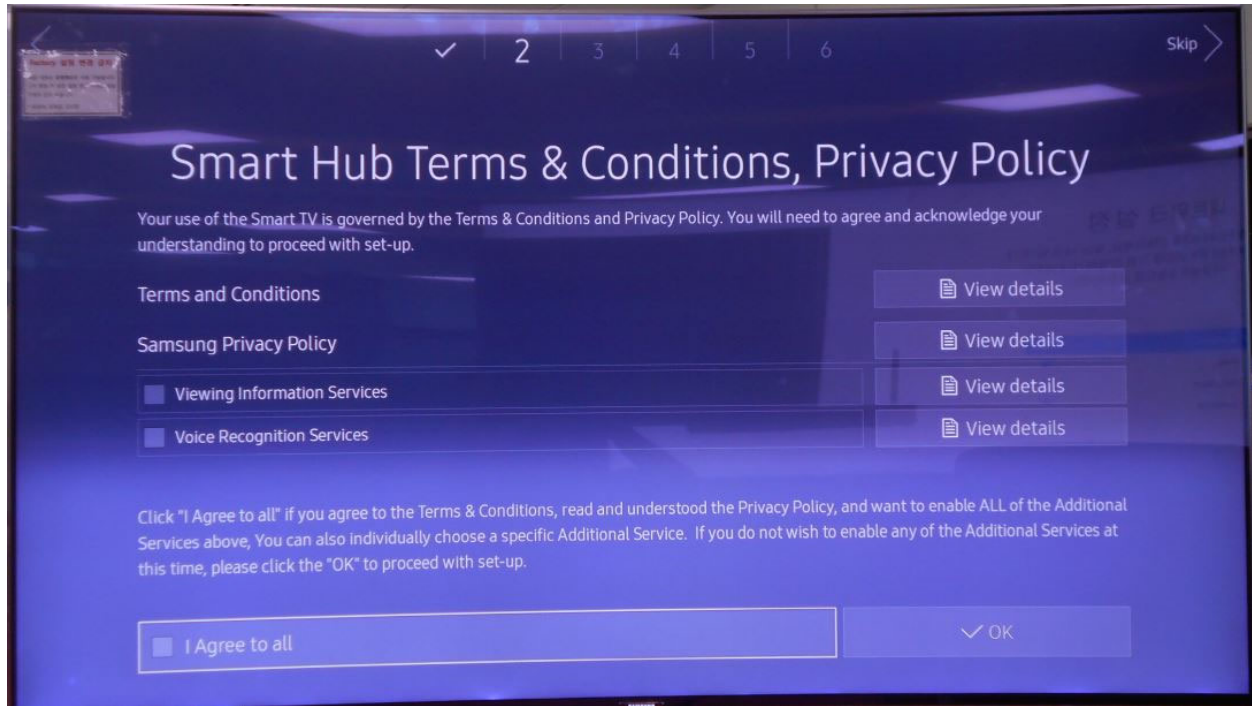 2 3 4 5 6 Skip
Smart Hub Terms & Conditions, Privacy Policy
Your use of the Smart TV is governed by the Terms & Conditions and Privacy Policy. You will need to agree and acknowledge your
understanding to proceed with set-up.
Terms and Conditions
View details
Samsung Privacy Policy
View details
Viewing Information Services
View details
Voice Recognition Services
View details
Click "I Agree to all" if you agree to the Terms & Conditions, read and understood the Privacy Policy, and want to enable ALL of the Additional
Services above, You can also individually choose a specific Additional Service. If you do not wish to enable any of the Additional Services at
this time, please click the "OK" to proceed with set-up.
I Agree to all
OK